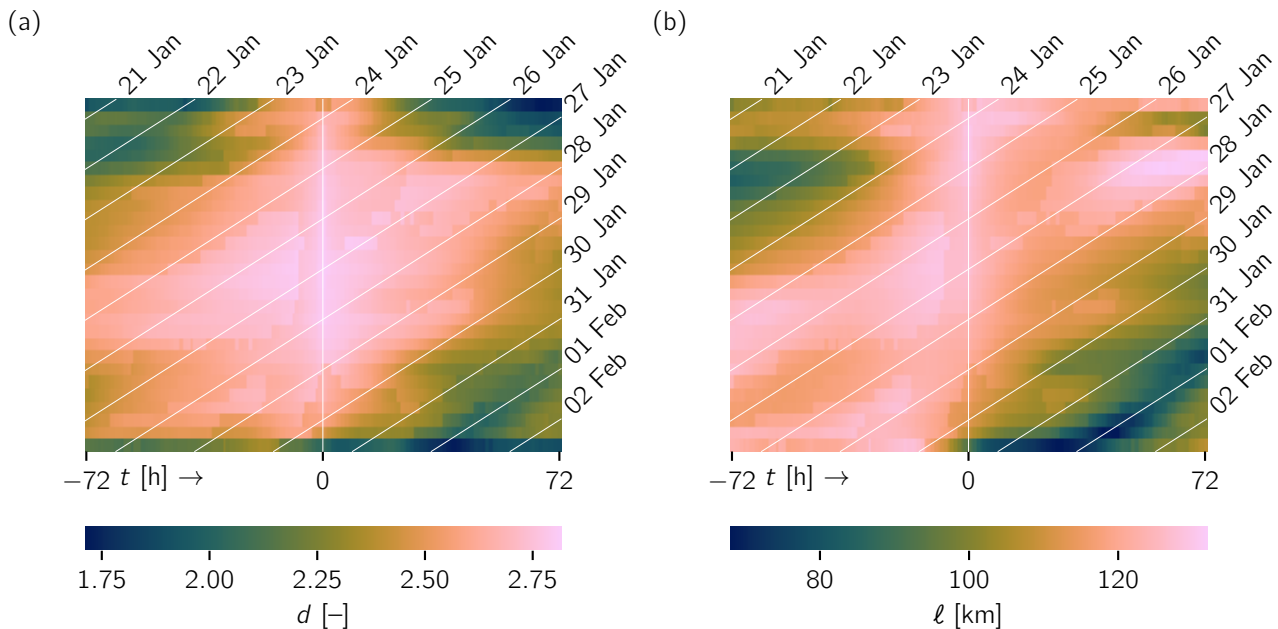 (a)
21 Jan
22 Jan
23 Jan
24 Jan
25 Jan
26 Jan
27 Jan
28 Jan
29 Jan
30 Jan
31 Jan
01 Feb
02 Feb
−72 t [h] → 0 72
1.75 2.00 2.25 2.50 2.75
d [–]
(b)
21 Jan
22 Jan
23 Jan
24 Jan
25 Jan
26 Jan
27 Jan
28 Jan
29 Jan
30 Jan
31 Jan
01 Feb
02 Feb
−72 t [h] → 0 72
80 100 120
ℓ [km]